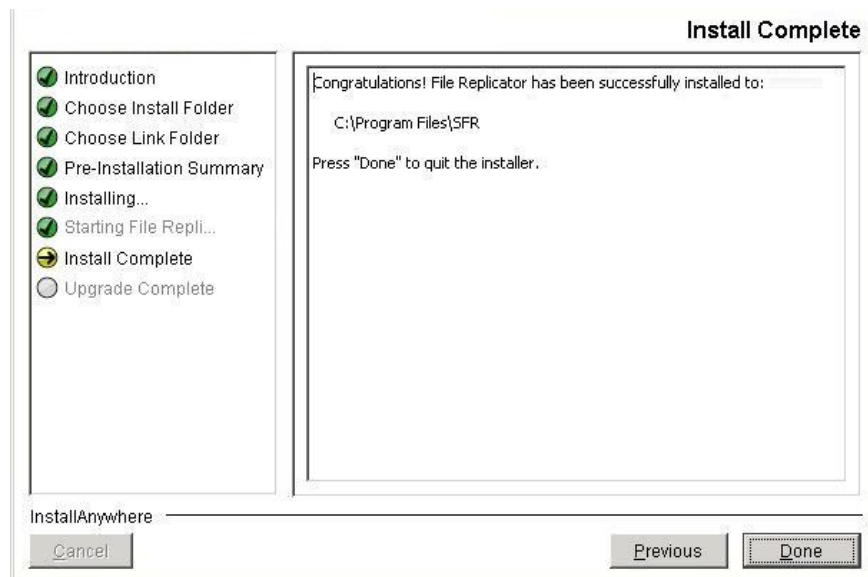 Install Complete
Introduction
Choose Install Folder
Choose Link Folder
Pre-Installation Summary
Installing...
Starting File Repli...
Install Complete
Upgrade Complete
Congratulations! File Replicator has been successfully installed to:
C:\Program Files\SFR
Press "Done" to quit the installer.
InstallAnywhere
Cancel
Previous
Done